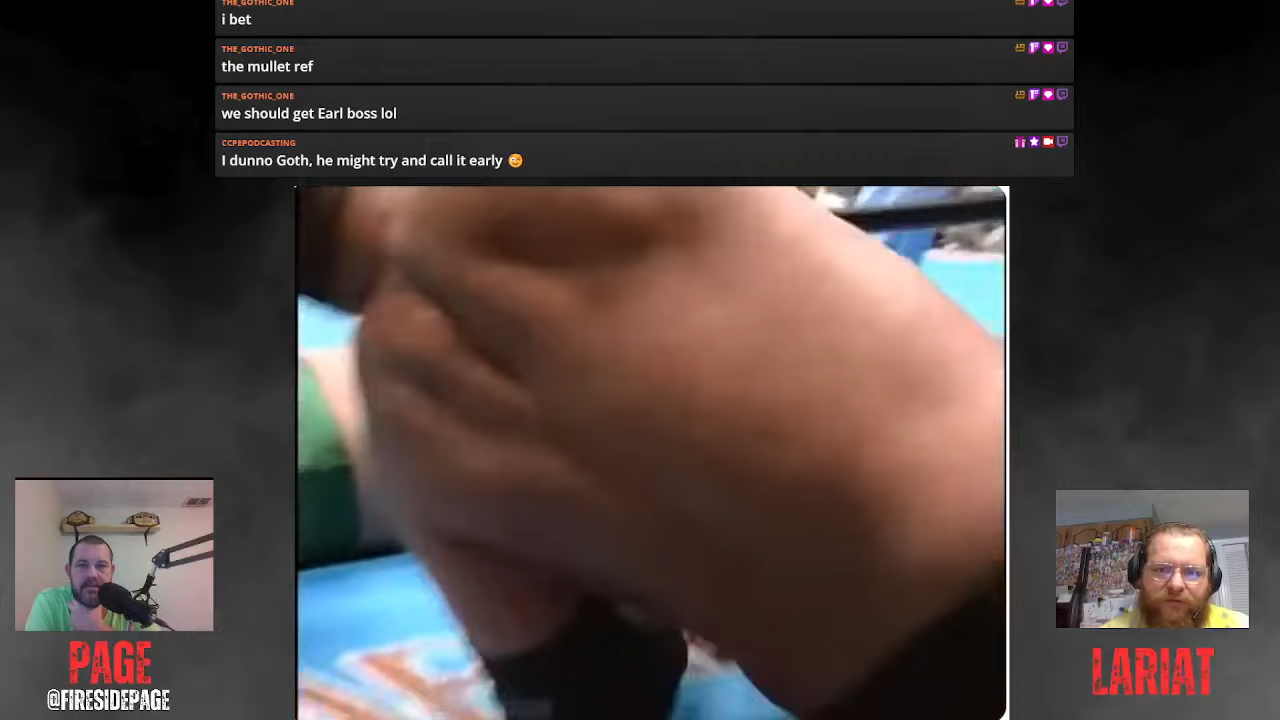 THE_GOTHIC_ONE
i bet
THE_GOTHIC_ONE
the mullet ref
THE_GOTHIC_ONE
we should get Earl boss lol
CCPEPODCASTING
I dunno Goth, he might try and call it early 😳
PAGE
@FIRESIDEPAGE
LARIAT